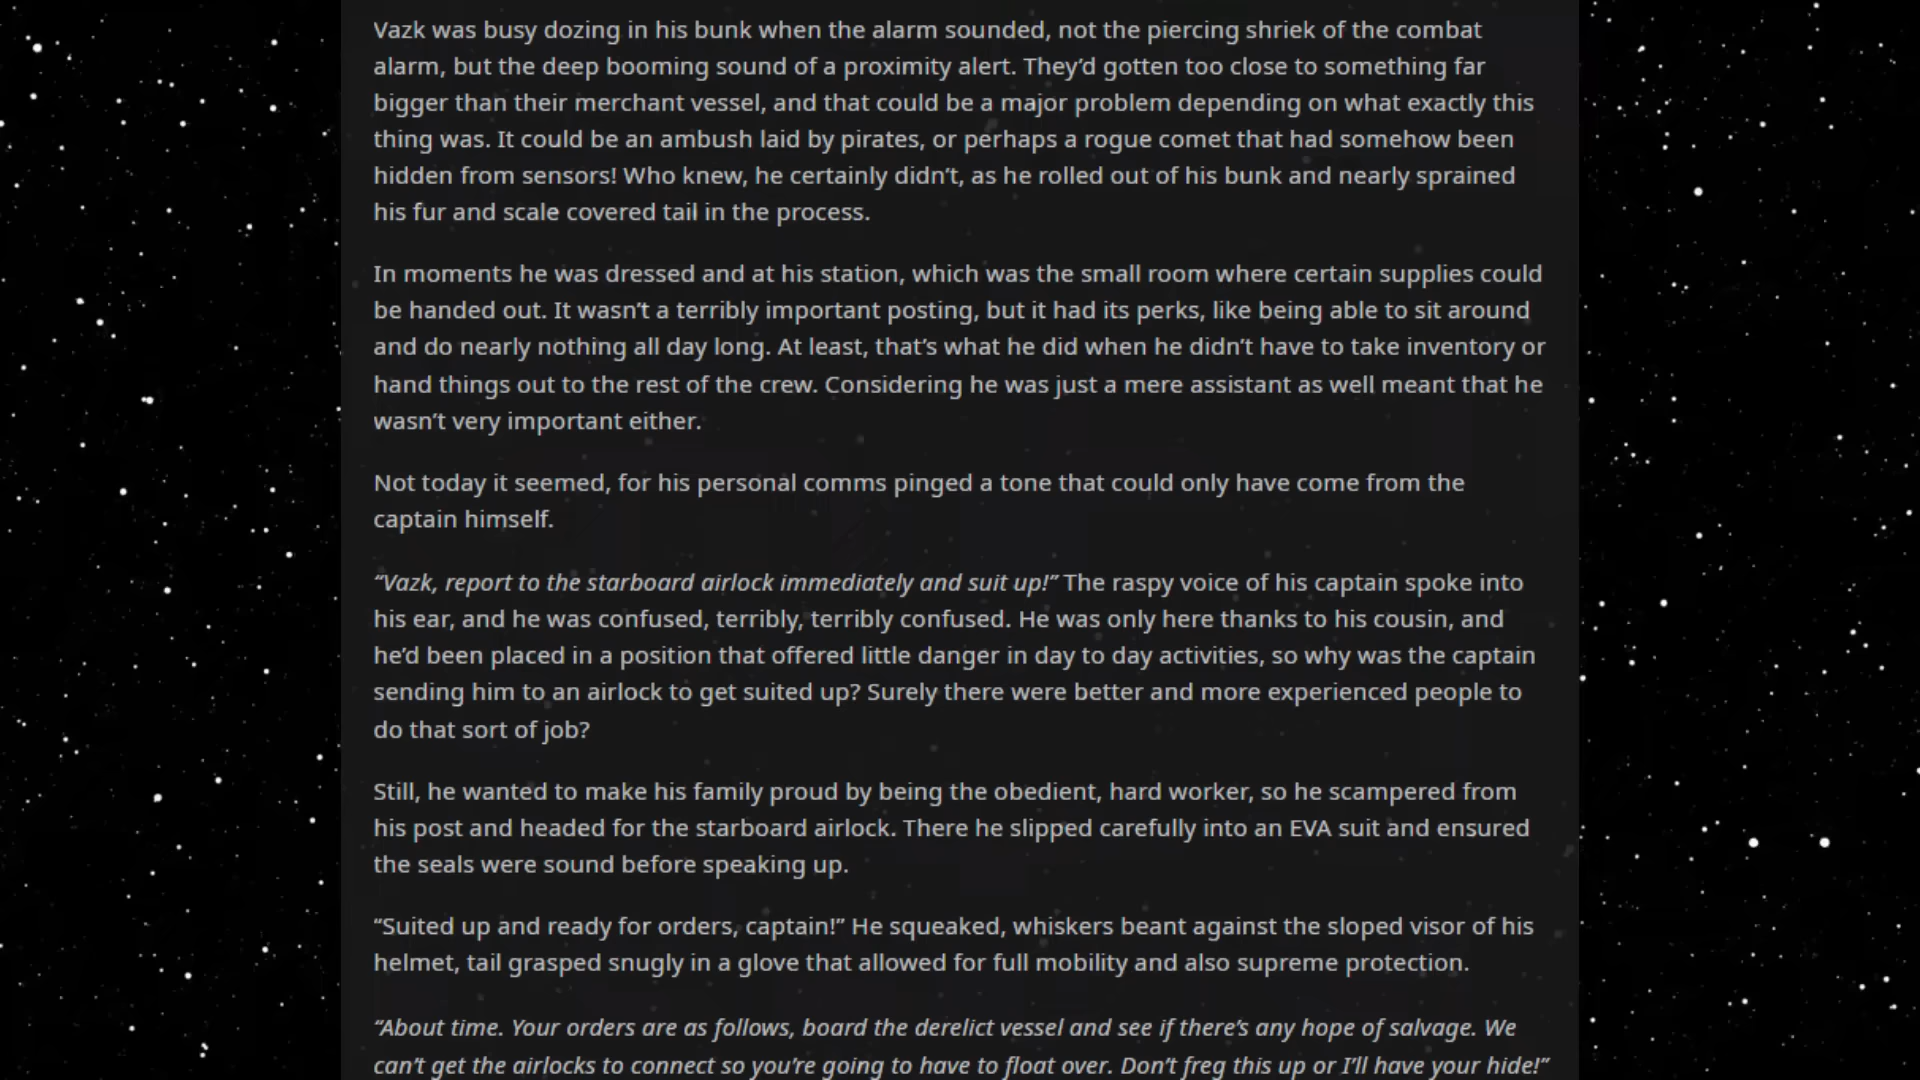 Vazk was busy dozing in his bunk when the alarm sounded, not the piercing shriek of the combat
alarm, but the deep booming sound of a proximity alert. They’d gotten too close to something far
bigger than their merchant vessel, and that could be a major problem depending on what exactly this
thing was. It could be an ambush laid by pirates, or perhaps a rogue comet that had somehow been
hidden from sensors! Who knew, he certainly didn’t, as he rolled out of his bunk and nearly sprained
his fur and scale covered tail in the process.
In moments he was dressed and at his station, which was the small room where certain supplies could
be handed out. It wasn’t a terribly important posting, but it had its perks, like being able to sit around
and do nearly nothing all day long. At least, that’s what he did when he didn’t have to take inventory or
hand things out to the rest of the crew. Considering he was just a mere assistant as well meant that he
wasn’t very important either.
Not today it seemed, for his personal comms pinged a tone that could only have come from the
captain himself.
“Vazk, report to the starboard airlock immediately and suit up!” The raspy voice of his captain spoke into
his ear, and he was confused, terribly, terribly confused. He was only here thanks to his cousin, and
he’d been placed in a position that offered little danger in day to day activities, so why was the captain
sending him to an airlock to get suited up? Surely there were better and more experienced people to
do that sort of job?
Still, he wanted to make his family proud by being the obedient, hard worker, so he scampered from
his post and headed for the starboard airlock. There he slipped carefully into an EVA suit and ensured
the seals were sound before speaking up.
“Suited up and ready for orders, captain!” He squeaked, whiskers beant against the sloped visor of his
helmet, tail grasped snugly in a glove that allowed for full mobility and also supreme protection.
“About time. Your orders are as follows, board the derelict vessel and see if there’s any hope of salvage. We
can’t get the airlocks to connect so you’re going to have to float over. Don’t freg this up or I’ll have your hide!”